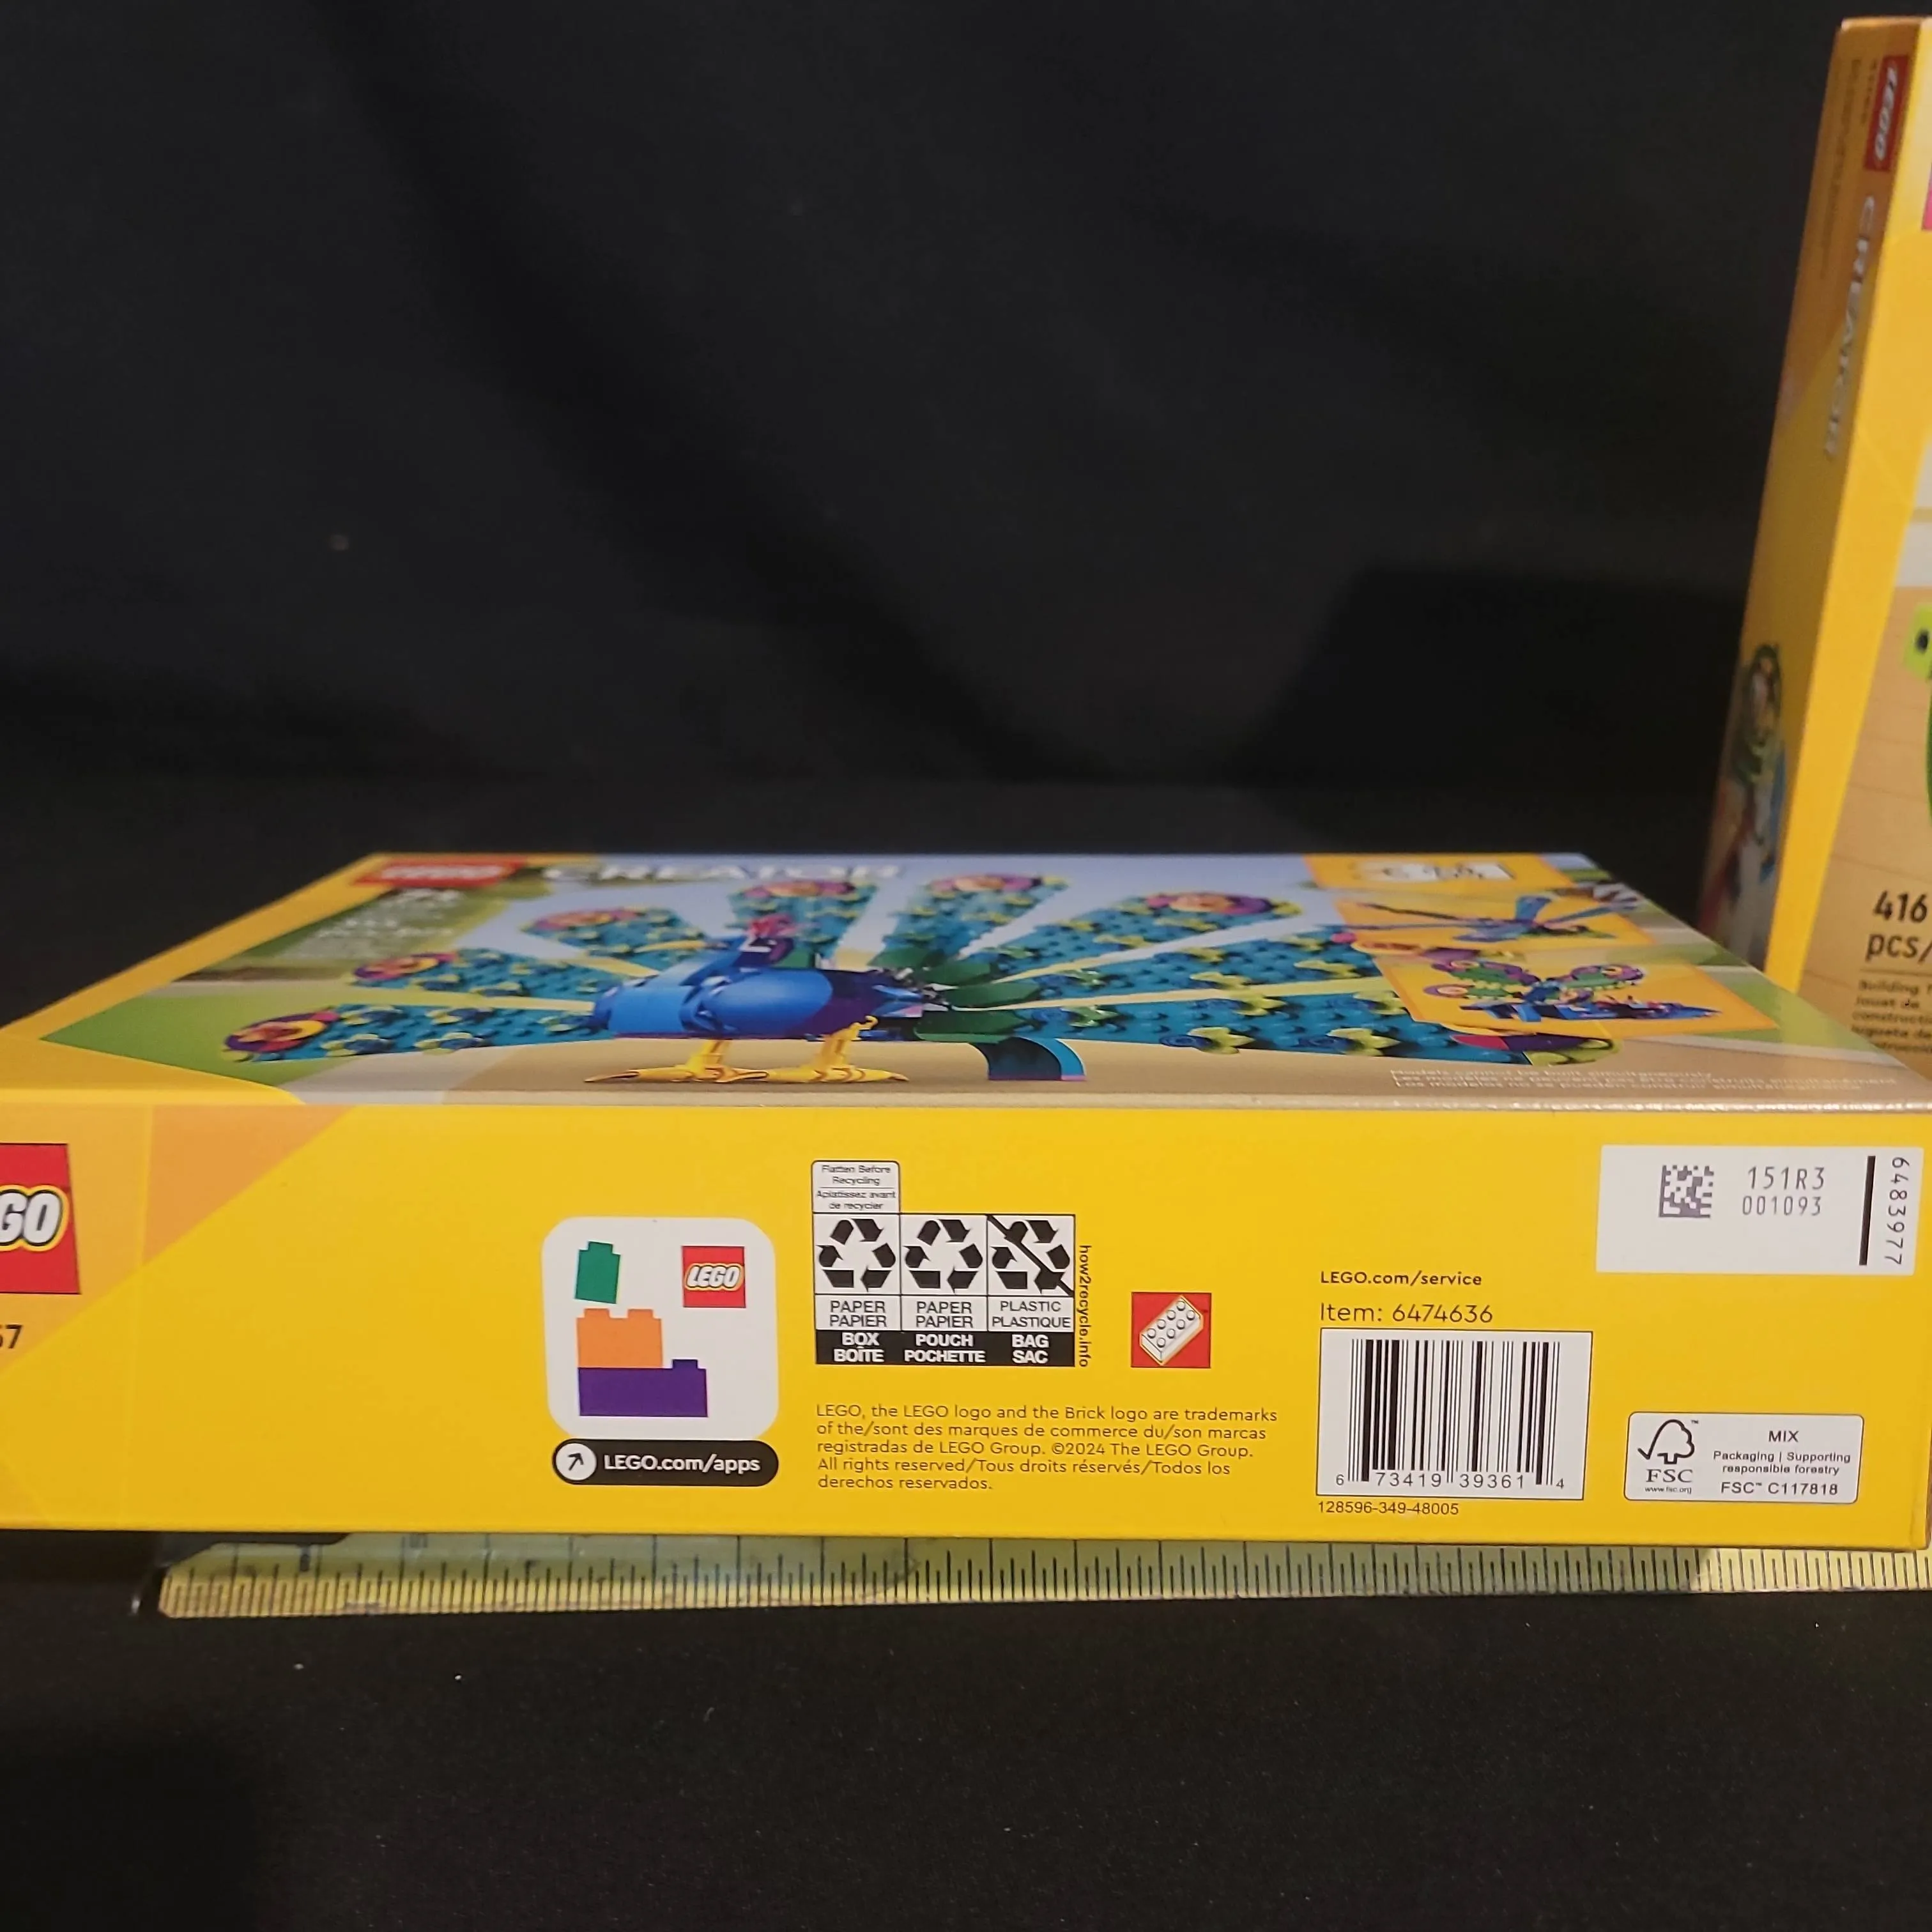 LEGO
CREATOR
LEGO
CREATOR
416
pcs/
GO
57
Flatten Before
Recycling
Aplatissez avant
de recycler
PAPER
PAPIER
BOX
BOÎTE
PAPER
PAPIER
POUCH
POCHETTE
PLASTIC
PLASTIQUE
BAG
SAC
how2recycle.info
LEGO
LEGO.com/apps
LEGO, the LEGO logo and the Brick logo are trademarks
of the/sont des marques de commerce du/son marcas
registradas de LEGO Group. ©2024 The LEGO Group.
All rights reserved/Tous droits réservés/Todos los
derechos reservados.
LEGO.com/service
Item: 6474636
6 73419 39361 4
128596-349-48005
151R3
001093
6483977
FSC™
www.fsc.org
MIX
Packaging | Supporting
responsible forestry
FSC™ C117818